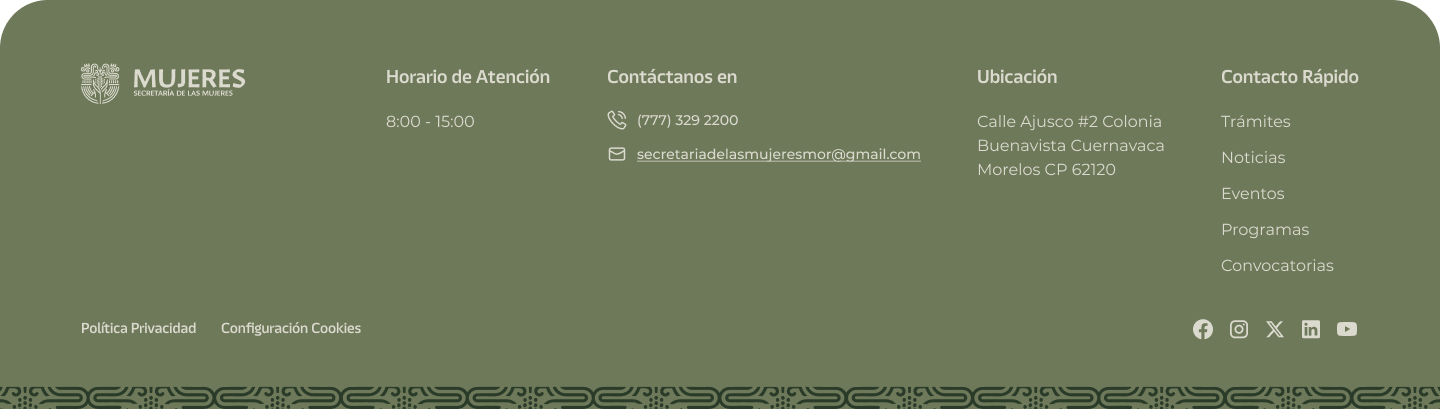 MUJERES
SECRETARÍA DE LAS MUJERES
Horario de Atención
8:00 - 15:00
Contáctanos en
(777) 329 2200
secretariadelasmujeresmor@gmail.com
Ubicación
Calle Ajusco #2 Colonia
Buenavista Cuernavaca
Morelos CP 62120
Contacto Rápido
Trámites
Noticias
Eventos
Programas
Convocatorias
Política Privacidad
Configuración Cookies